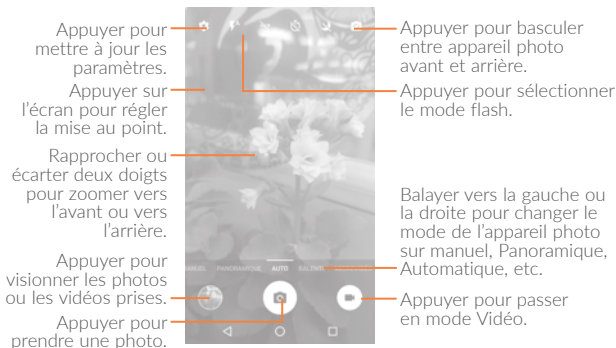 Appuyer pour
mettre à jour les
paramètres.
Appuyer sur
l'écran pour régler
la mise au point.
Rapprocher ou
écarter deux doigts
pour zoomer vers
l'avant ou vers
l'arrière.
Appuyer pour
visionner les photos
ou les vidéos prises.
Appuyer pour
prendre une photo.
PANORAMIQUE AUTO RALENTI
Appuyer pour basculer
entre appareil photo
avant et arrière.
Appuyer pour sélectionner
le mode flash.
Balayer vers la gauche ou
la droite pour changer le
mode de l'appareil photo
sur manuel, Panoramique,
Automatique, etc.
Appuyer pour passer
en mode Vidéo.